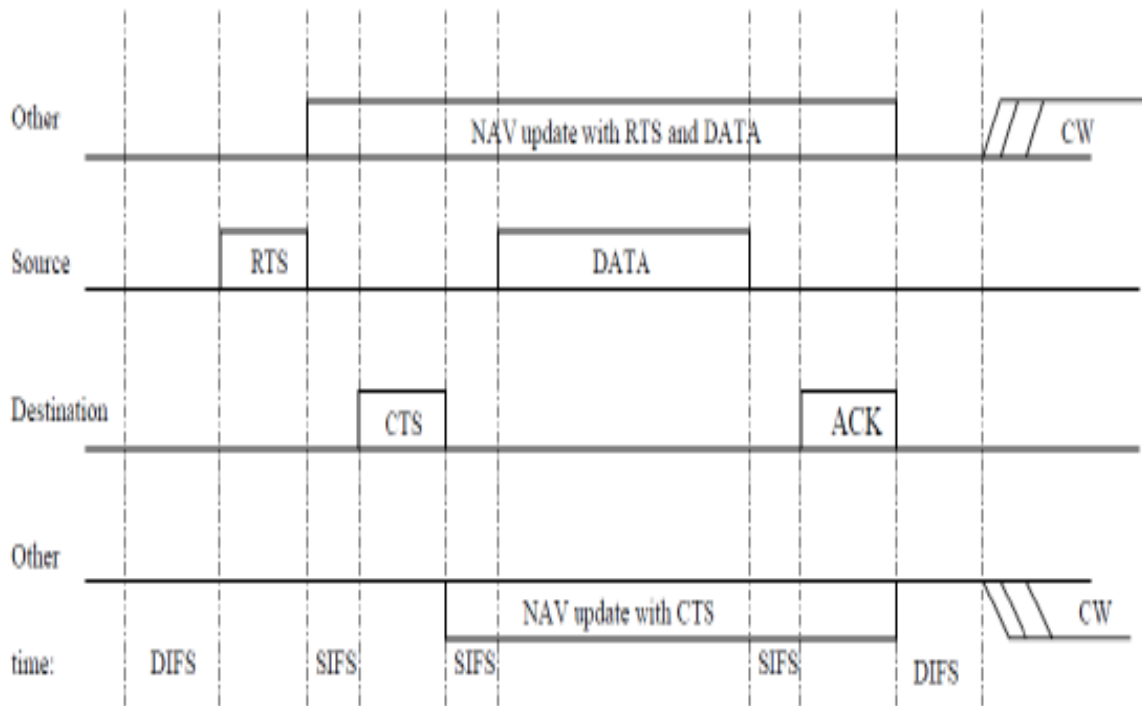 Other
NAV update with RTS and DATA
CW
Source
RTS
DATA
Destination
CTS
ACK
Other
NAV update with CTS
CW
time:
DIFS
SIFS
SIFS
SIFS
DIFS